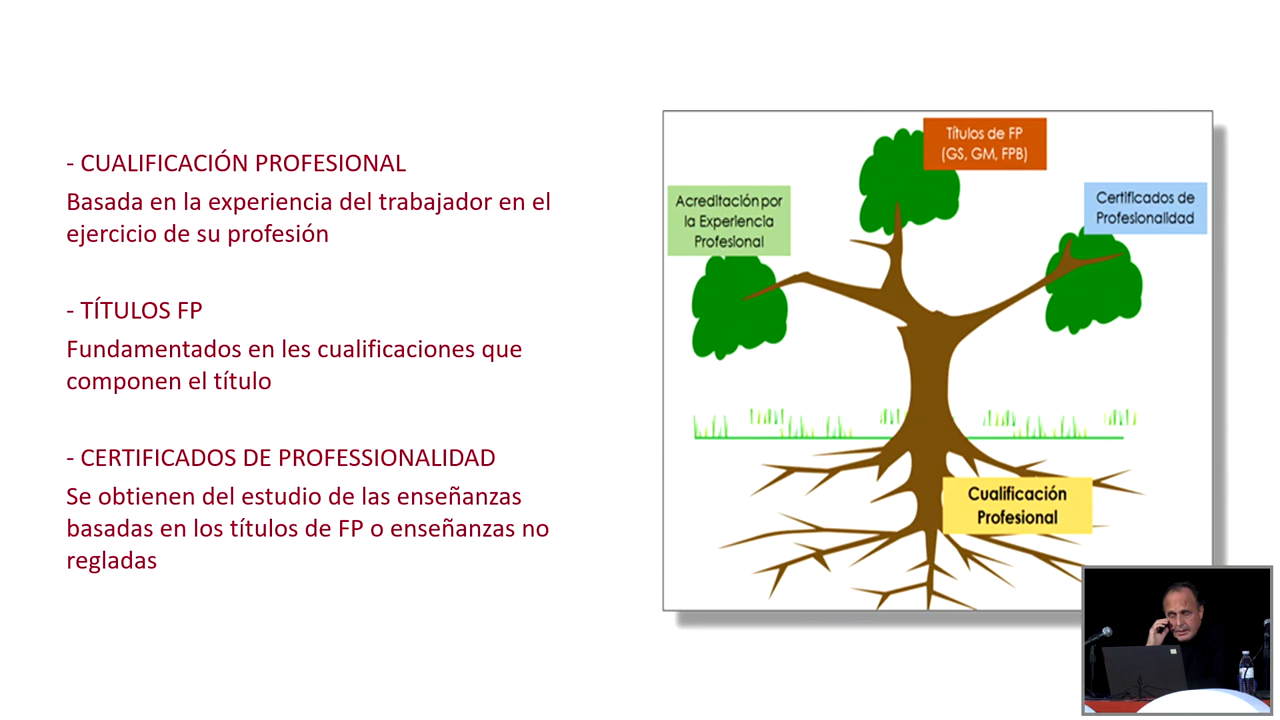 - CUALIFICACIÓN PROFESIONAL
Basada en la experiencia del trabajador en el
ejercicio de su profesión
- TÍTULOS FP
Fundamentados en les cualificaciones que
componen el título
- CERTIFICADOS DE PROFESSIONALIDAD
Se obtienen del estudio de las enseñanzas
basadas en los títulos de FP o enseñanzas no
regladas
Títulos de FP
(GS, GM, FPB)
Acreditación por
la Experiencia
Profesional
Certificados de
Profesionalidad
Cualificación
Profesional